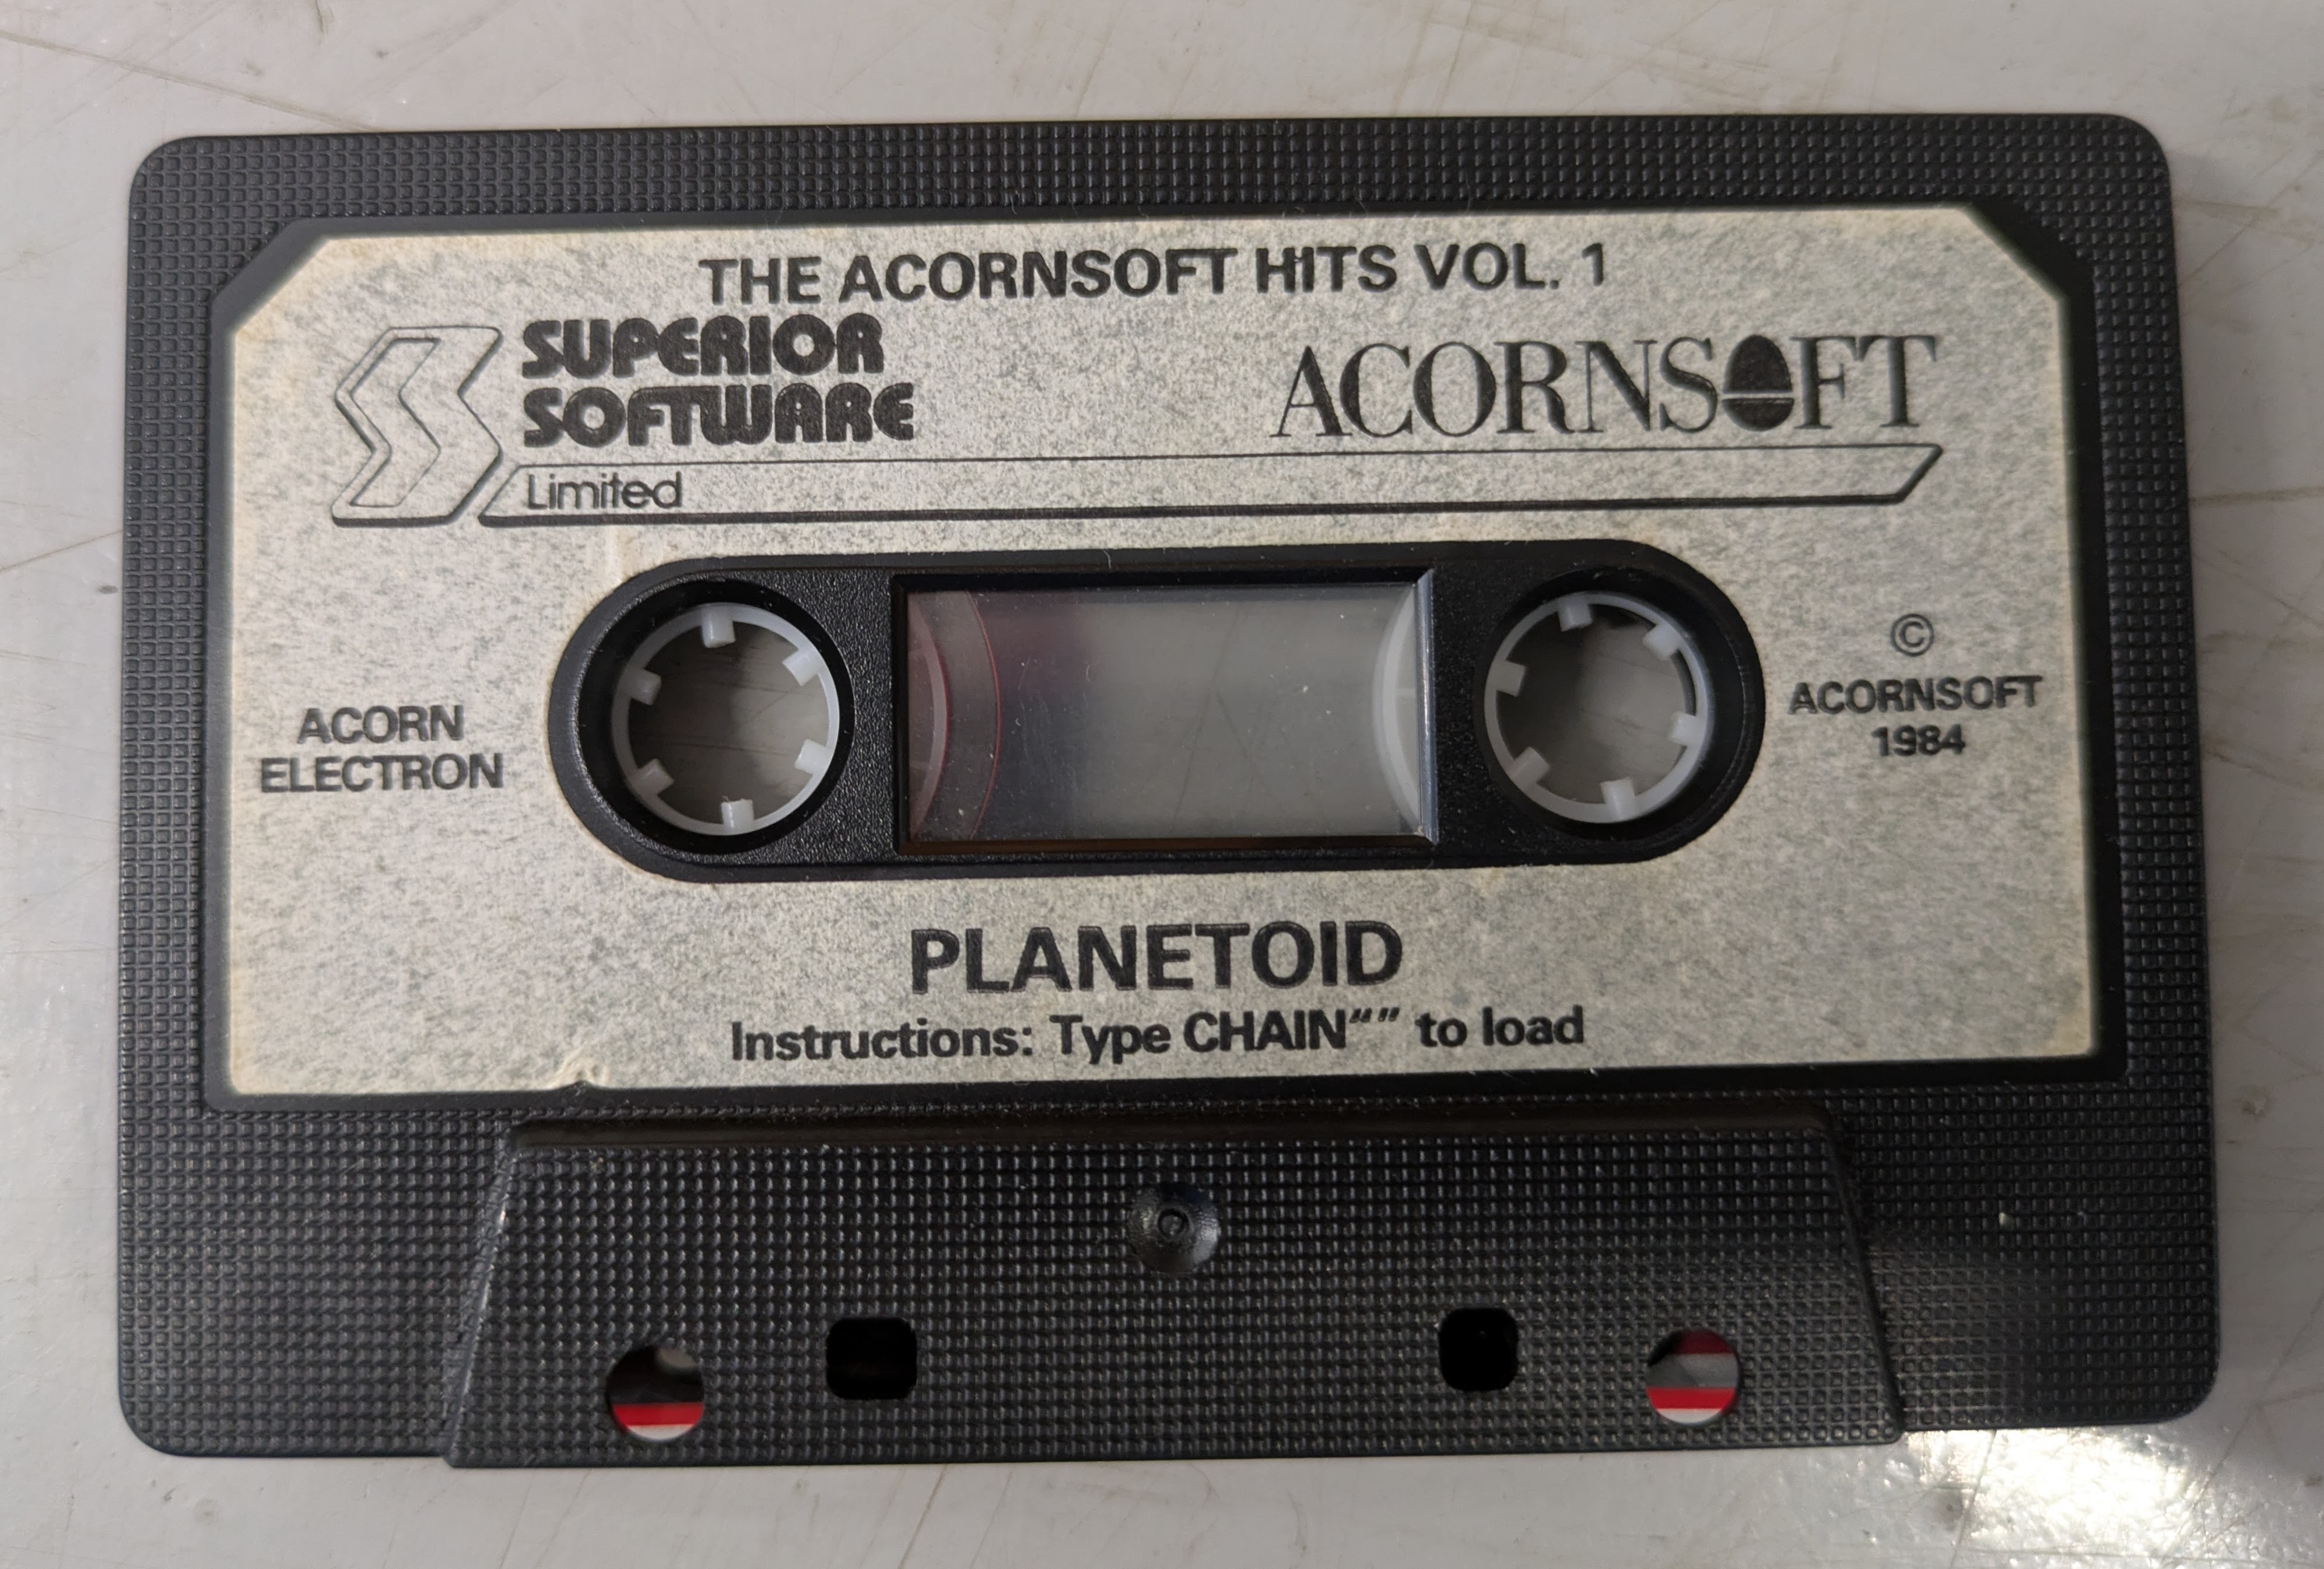 THE ACORNSOFT HITS VOL. 1
SUPERIOR
SOFTWARE
Limited
ACORNSOFT
ACORN
ELECTRON
©
ACORNSOFT
1984
PLANETOID
Instructions: Type CHAIN“” to load